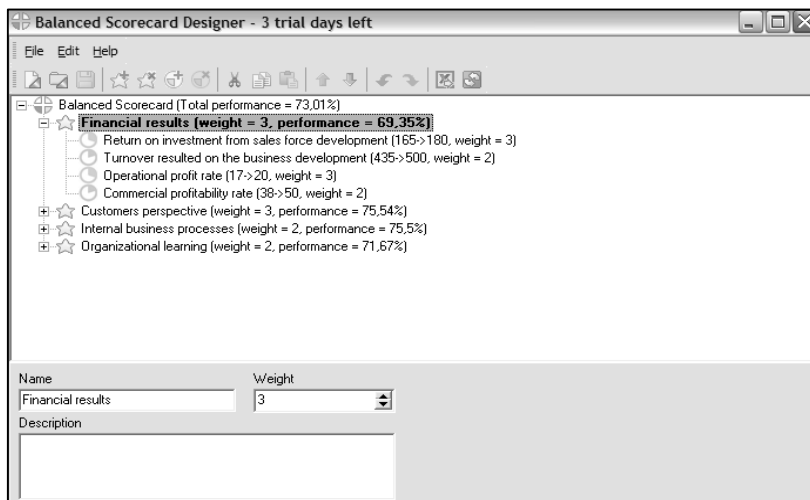 Balanced Scorecard Designer - 3 trial days left
File Edit Help
Balanced Scorecard (Total performance = 73,01%)
Financial results (weight = 3, performance = 69,35%)
Return on investment from sales force development (165->180, weight = 3)
Turnover resulted on the business development (435->500, weight = 2)
Operational profit rate (17->20, weight = 3)
Commercial profitability rate (38->50, weight = 2)
Customers perspective (weight = 3, performance = 75,54%)
Internal business processes (weight = 2, performance = 75,5%)
Organizational learning (weight = 2, performance = 71,67%)
Name Weight
Financial results 3
Description